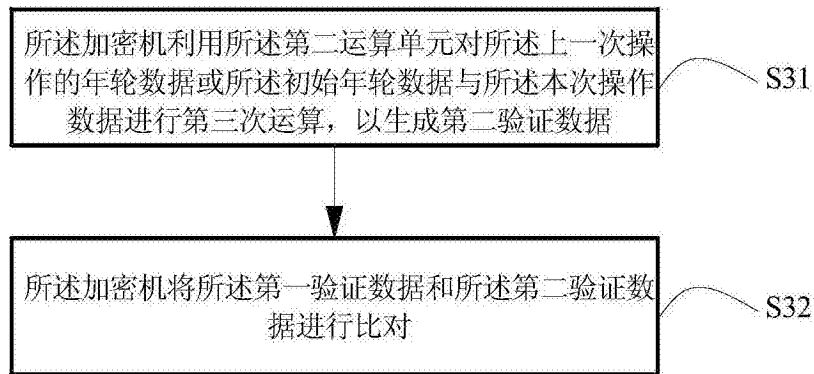 所述加密机利用所述第二运算单元对所述上一次操
作的年轮数据或所述初始年轮数据与所述本次操作
数据进行第三次运算，以生成第二验证数据
S31
所述加密机将所述第一验证数据和所述第二验证数
据进行比对
S32